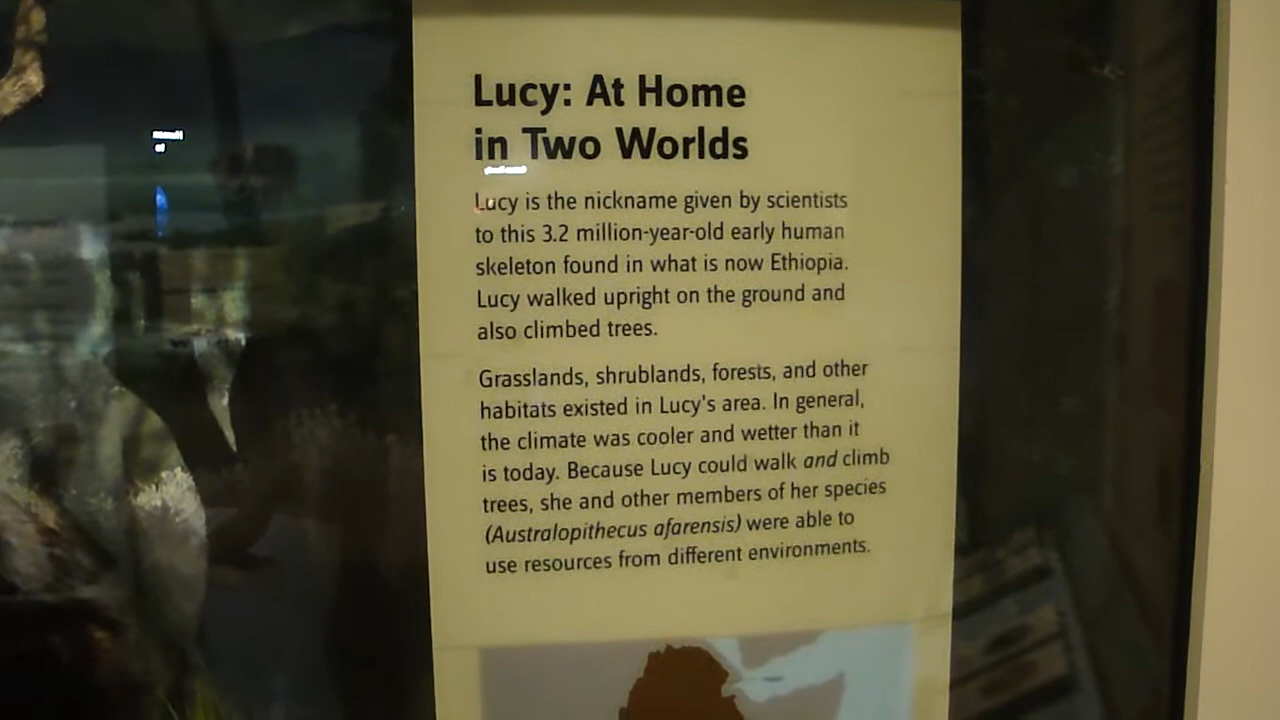 Lucy: At Home
in Two Worlds
Lucy is the nickname given by scientists
to this 3.2 million-year-old early human
skeleton found in what is now Ethiopia.
Lucy walked upright on the ground and
also climbed trees.
Grasslands, shrublands, forests, and other
habitats existed in Lucy's area. In general,
the climate was cooler and wetter than it
is today. Because Lucy could walk and climb
trees, she and other members of her species
(Australopithecus afarensis) were able to
use resources from different environments.